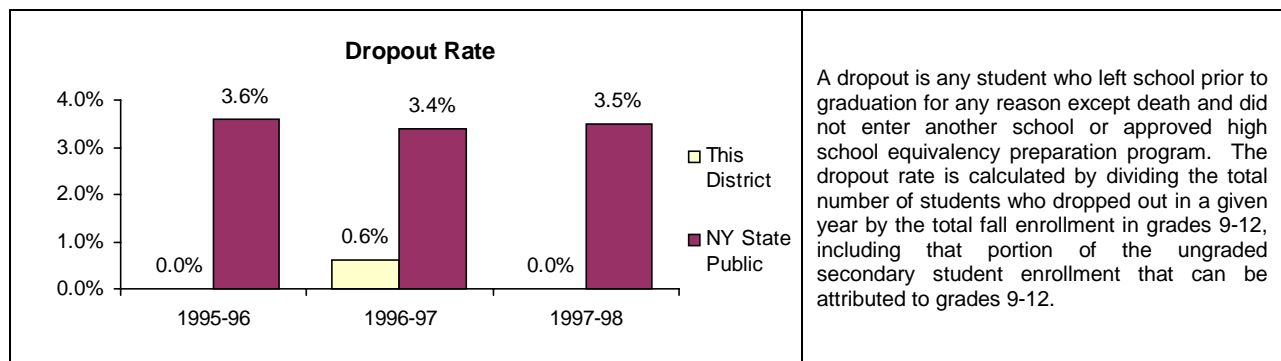 Dropout Rate
4.0%
3.0%
2.0%
1.0%
0.0%
0.0%
3.6%
0.6%
3.4%
0.0%
3.5%
1995-96
1996-97
1997-98
This
District
NY State
Public
A dropout is any student who left school prior to
graduation for any reason except death and did
not enter another school or approved high
school equivalency preparation program. The
dropout rate is calculated by dividing the total
number of students who dropped out in a given
year by the total fall enrollment in grades 9-12,
including that portion of the ungraded
secondary student enrollment that can be
attributed to grades 9-12.